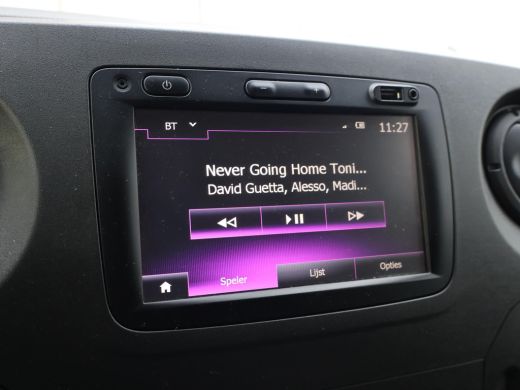 BT
11:27
Never Going Home Toni...
David Guetta, Alesso, Madi...
Speler
Lijst
Opties